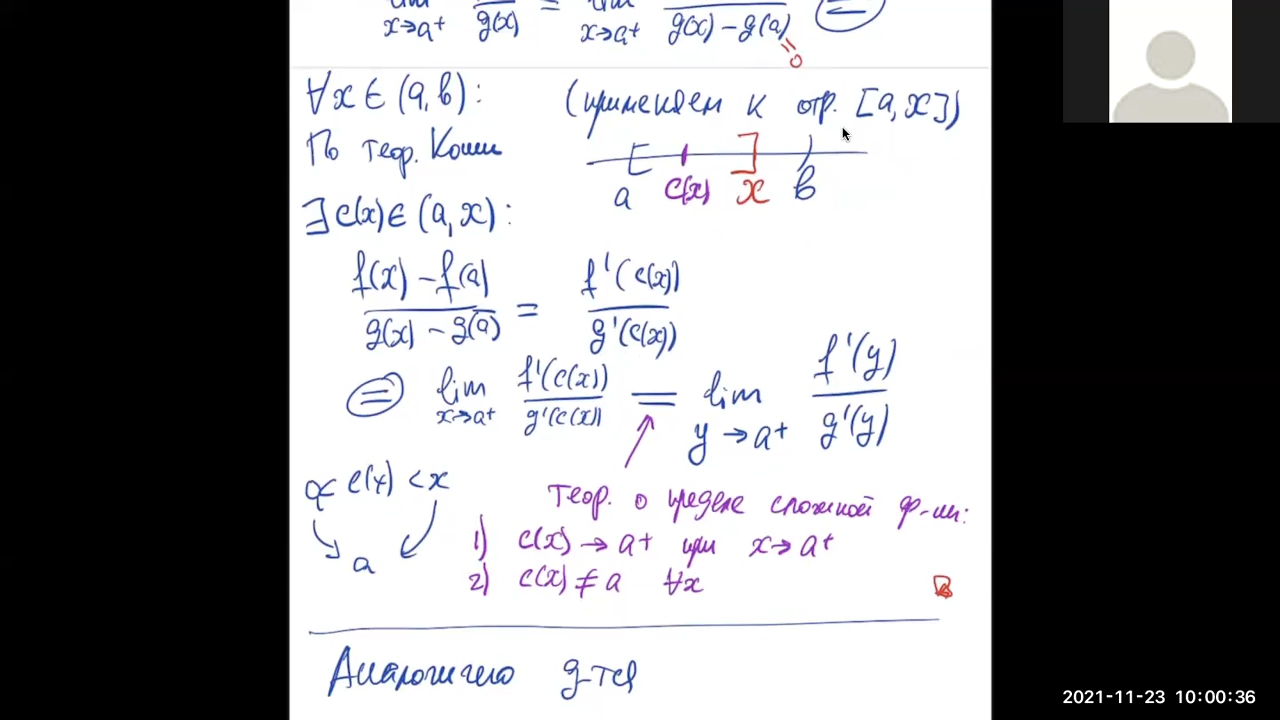 lim x→a+ /g(x) = lim x→a+ /g(x) − g(a) (=)
= 0
∀x ∈ (a, b): (применяем к отр. [a, x])
По теор. Коши
a c(x) x b
∃ c(x) ∈ (a, x):
f(x) − f(a) / g(x) − g(a) = f'(c(x)) / g'(c(x))
(=) lim x→a+ f'(c(x)) / g'(c(x)) = lim y→a+ f'(y) / g'(y)
a < c(x) < x
a
Теор. о пределе сложной ф-ии:
1) c(x) → a+ при x → a+
2) c(x) ≠ a ∀x
Аналогично д-тся
2021-11-23 10:00:36